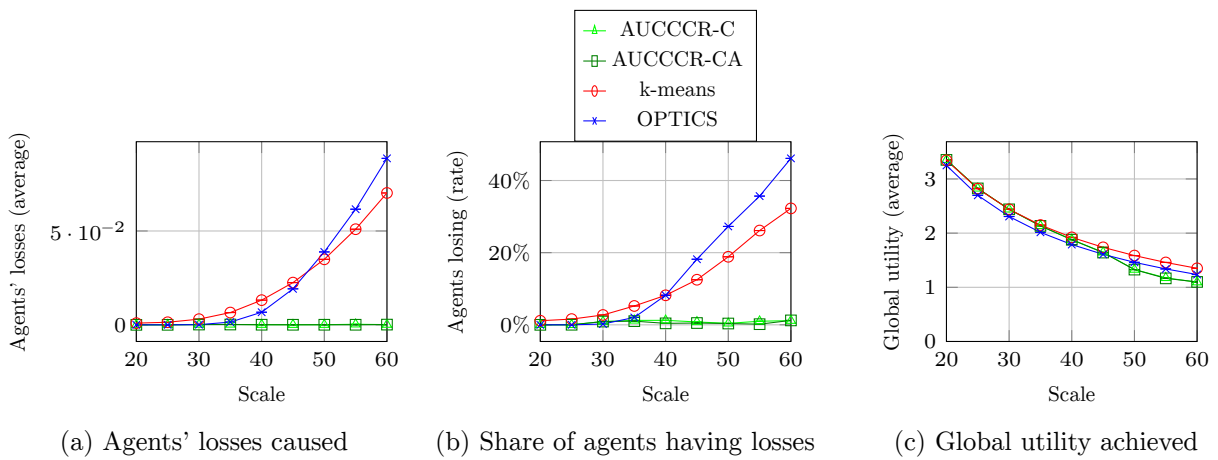 AUCCCR-C
AUCCCR-CA
k-means
OPTICS
Agents' losses (average)
5 · 10⁻²
0
20 30 40 50 60
Scale
(a) Agents' losses caused
Agents losing (rate)
40%
20%
0%
20 30 40 50 60
Scale
(b) Share of agents having losses
Global utility (average)
3
2
1
0
20 30 40 50 60
Scale
(c) Global utility achieved